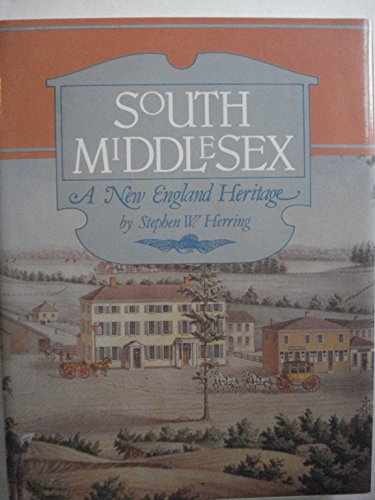 SOUTH
MIDDLESEX
A New England Heritage
by Stephen W. Herring